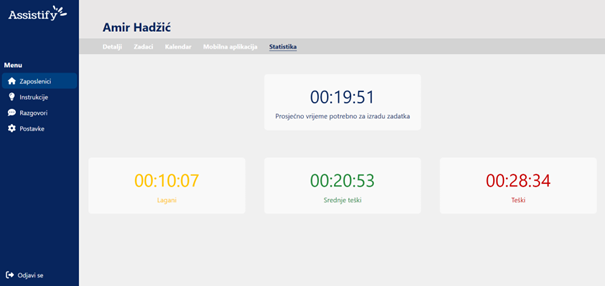 Assistify
Amir Hadžić
Detalji Zadaci Kalendar Mobilna aplikacija Statistika
Menu
Zaposlenici
Instrukcije
Razgovori
Postavke
00:19:51
Prosječno vrijeme potrebno za izradu zadatka
00:10:07
Lagani
00:20:53
Srednje teški
00:28:34
Teški
Odjavi se